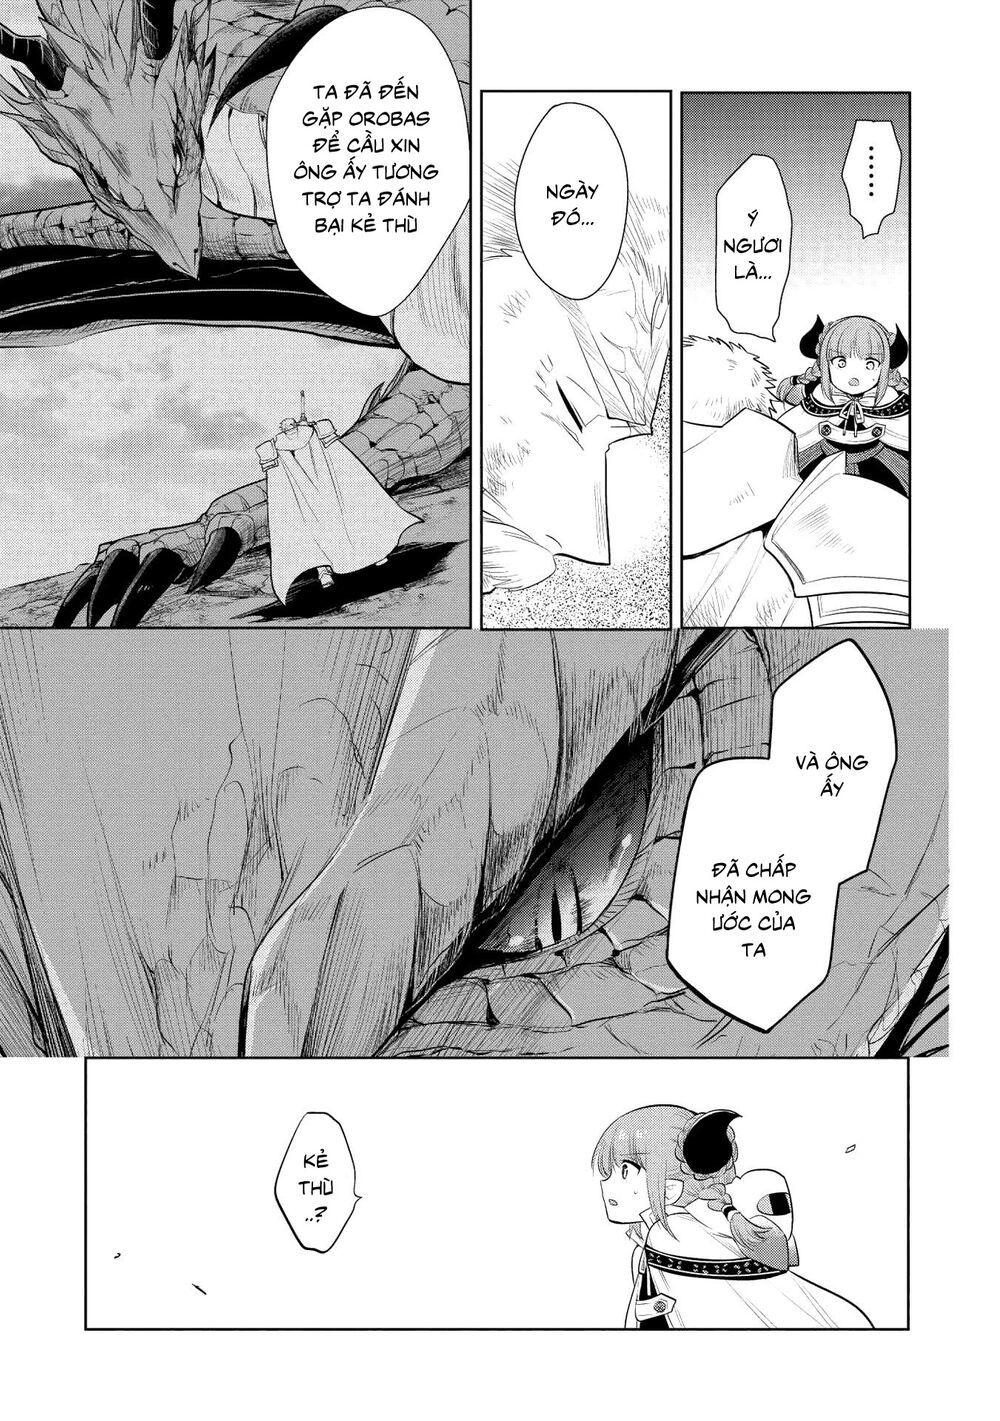 ......
Ý
NGƯƠI
LÀ...
NGÀY
ĐÓ...
TA ĐÃ ĐẾN
GẶP OROBAS
ĐỂ CẦU XIN
ÔNG ẤY TƯƠNG
TRỢ TA ĐÁNH
BẠI KẺ THÙ
VÀ ÔNG
ẤY
ĐÃ CHẤP
NHẬN MONG
ƯỚC CỦA
TA
KẺ
THÙ
..?